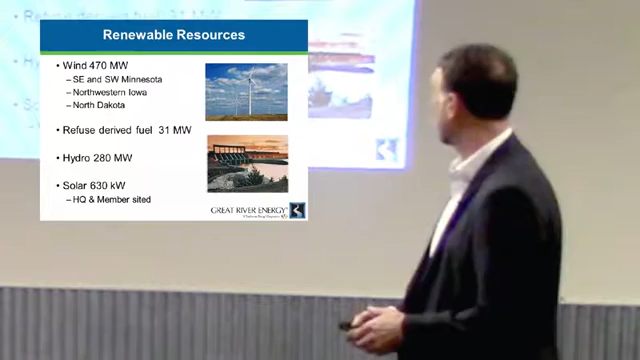 Renewable Resources
• Wind 470 MW
– SE and SW Minnesota
– Northwestern Iowa
– North Dakota
• Refuse derived fuel 31 MW
• Hydro 280 MW
• Solar 630 kW
– HQ & Member sited
GREAT RIVER ENERGY